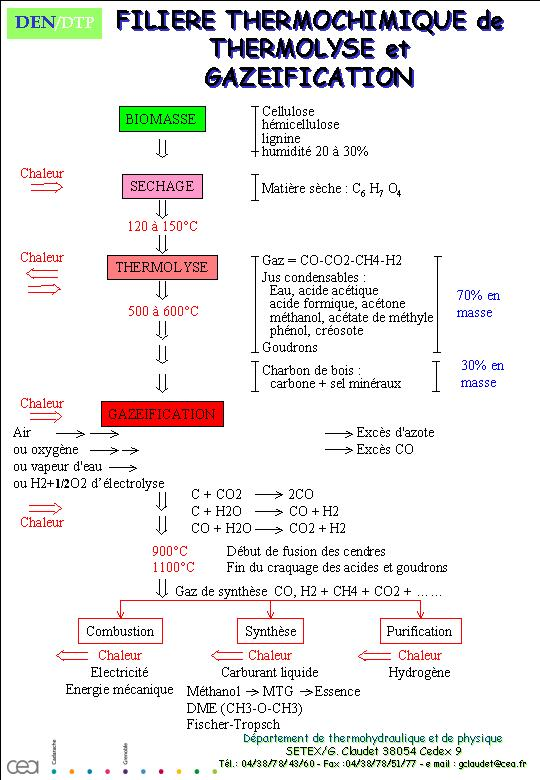 DEN/DTP
FILIERE THERMOCHIMIQUE de
THERMOLYSE et
GAZEIFICATION
BIOMASSE
Cellulose
hémicellulose
lignine
humidité 20 à 30%
Chaleur
SECHAGE
Matière sèche : C6 H7 O4
120 à 150°C
Chaleur
THERMOLYSE
Gaz = CO-CO2-CH4-H2
Jus condensables :
Eau, acide acétique
acide formique, acétone
méthanol, acétate de méthyle
phénol, créosote
Goudrons
70% en
masse
500 à 600°C
Charbon de bois :
carbone + sel minéraux
30% en
masse
Chaleur
GAZEIFICATION
Air
ou oxygène
ou vapeur d'eau
ou H2+1/2O2 d’électrolyse
Excès d'azote
Excès CO
Chaleur
C + CO2 → 2CO
C + H2O → CO + H2
CO + H2O → CO2 + H2
900°C Début de fusion des cendres
1100°C Fin du craquage des acides et goudrons
Gaz de synthèse CO, H2 + CH4 + CO2 + ……
Combustion
Chaleur
Electricité
Energie mécanique
Synthèse
Chaleur
Carburant liquide
Méthanol → MTG → Essence
DME (CH3-O-CH3)
Fischer-Tropsch
Purification
Chaleur
Hydrogène
cea
Cadarache
Grenoble
Département de thermohydraulique et de physique
SETEX/G. Claudet 38054 Cedex 9
Tél.: 04/38/78/43/60 - Fax :04/38/78/51/77 - e mail : gclaudet@cea.fr